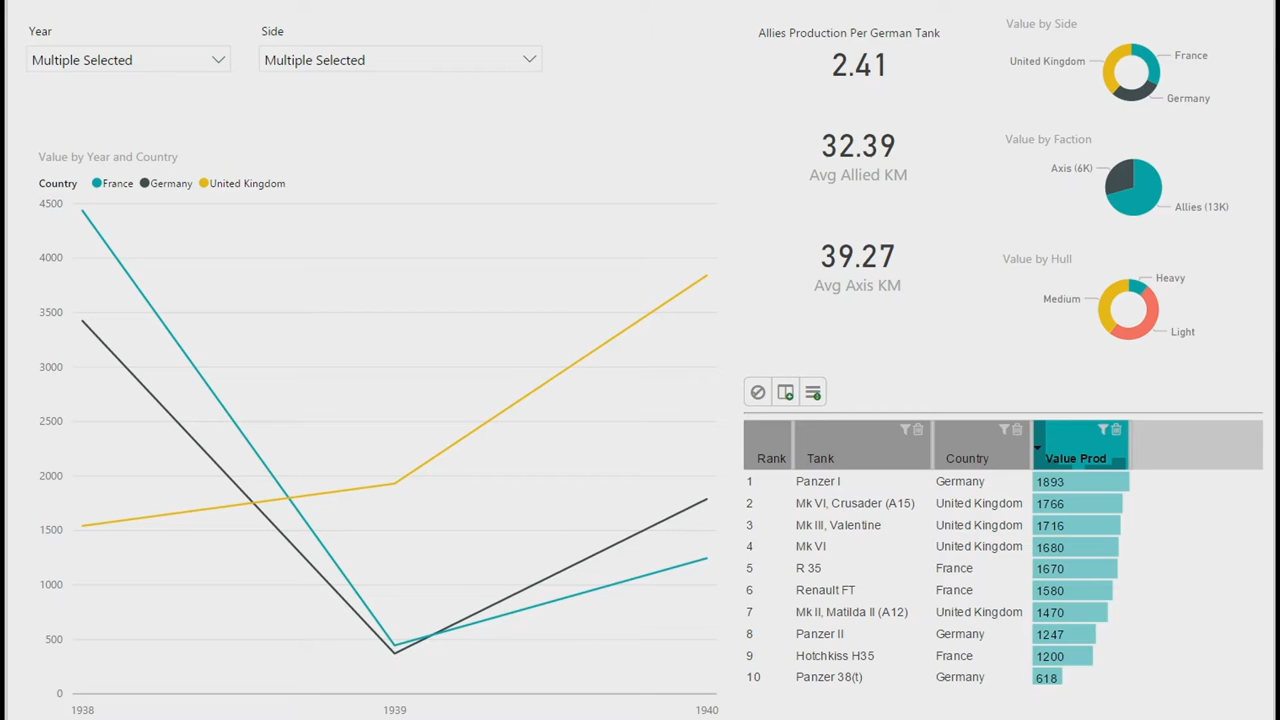 Year
Side
Multiple Selected
Multiple Selected
Value by Year and Country
Country France Germany United Kingdom
4500
4000
3500
3000
2500
2000
1500
1000
500
0
1938 1939 1940
Allies Production Per German Tank
2.41
32.39
Avg Allied KM
39.27
Avg Axis KM
Value by Side
United Kingdom
France
Germany
Value by Faction
Axis (6K)
Allies (13K)
Value by Hull
Heavy
Medium
Light
Rank Tank Country Value Prod
1 Panzer I Germany 1893
2 Mk VI, Crusader (A15) United Kingdom 1766
3 Mk III, Valentine United Kingdom 1716
4 Mk VI United Kingdom 1680
5 R 35 France 1670
6 Renault FT France 1580
7 Mk II, Matilda II (A12) United Kingdom 1470
8 Panzer II Germany 1247
9 Hotchkiss H35 France 1200
10 Panzer 38(t) Germany 618